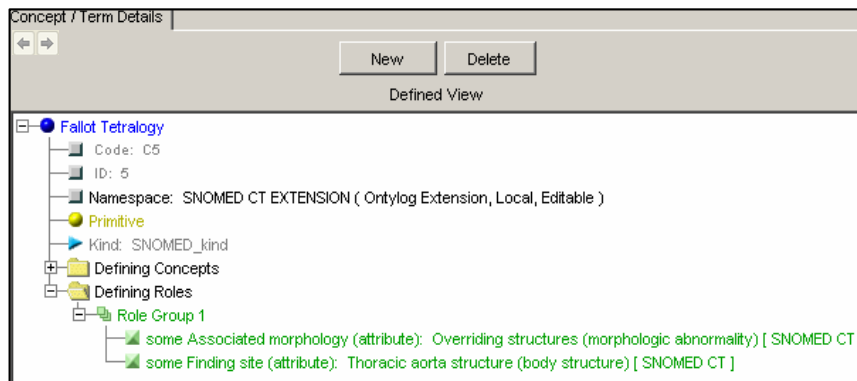 Concept / Term Details
New
Delete
Defined View
Fallot Tetralogy
Code: C5
ID: 5
Namespace: SNOMED CT EXTENSION ( Ontylog Extension, Local, Editable )
Primitive
Kind: SNOMED_kind
Defining Concepts
Defining Roles
Role Group 1
some Associated morphology (attribute): Overriding structures (morphologic abnormality) [ SNOMED CT
some Finding site (attribute): Thoracic aorta structure (body structure) [ SNOMED CT ]